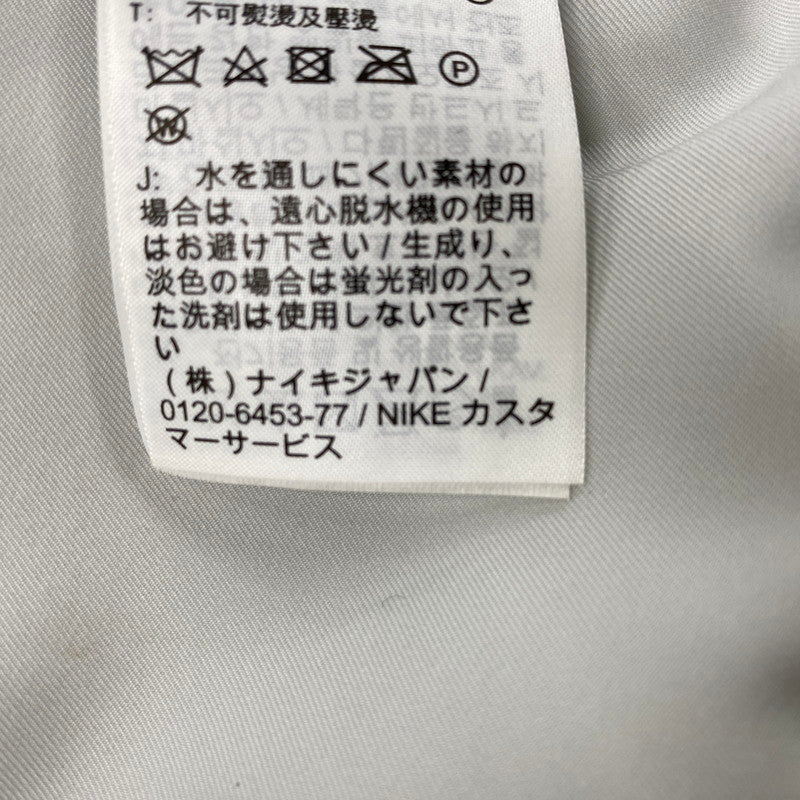 T: 不可熨燙及壓燙
P
W
J: 水を通しにくい素材の
場合は、遠心脱水機の使用
はお避け下さい / 生成り、
淡色の場合は蛍光剤の入っ
た洗剤は使用しないで下さ
い
(株) ナイキジャパン /
0120-6453-77 / NIKE カスタ
マーサービス